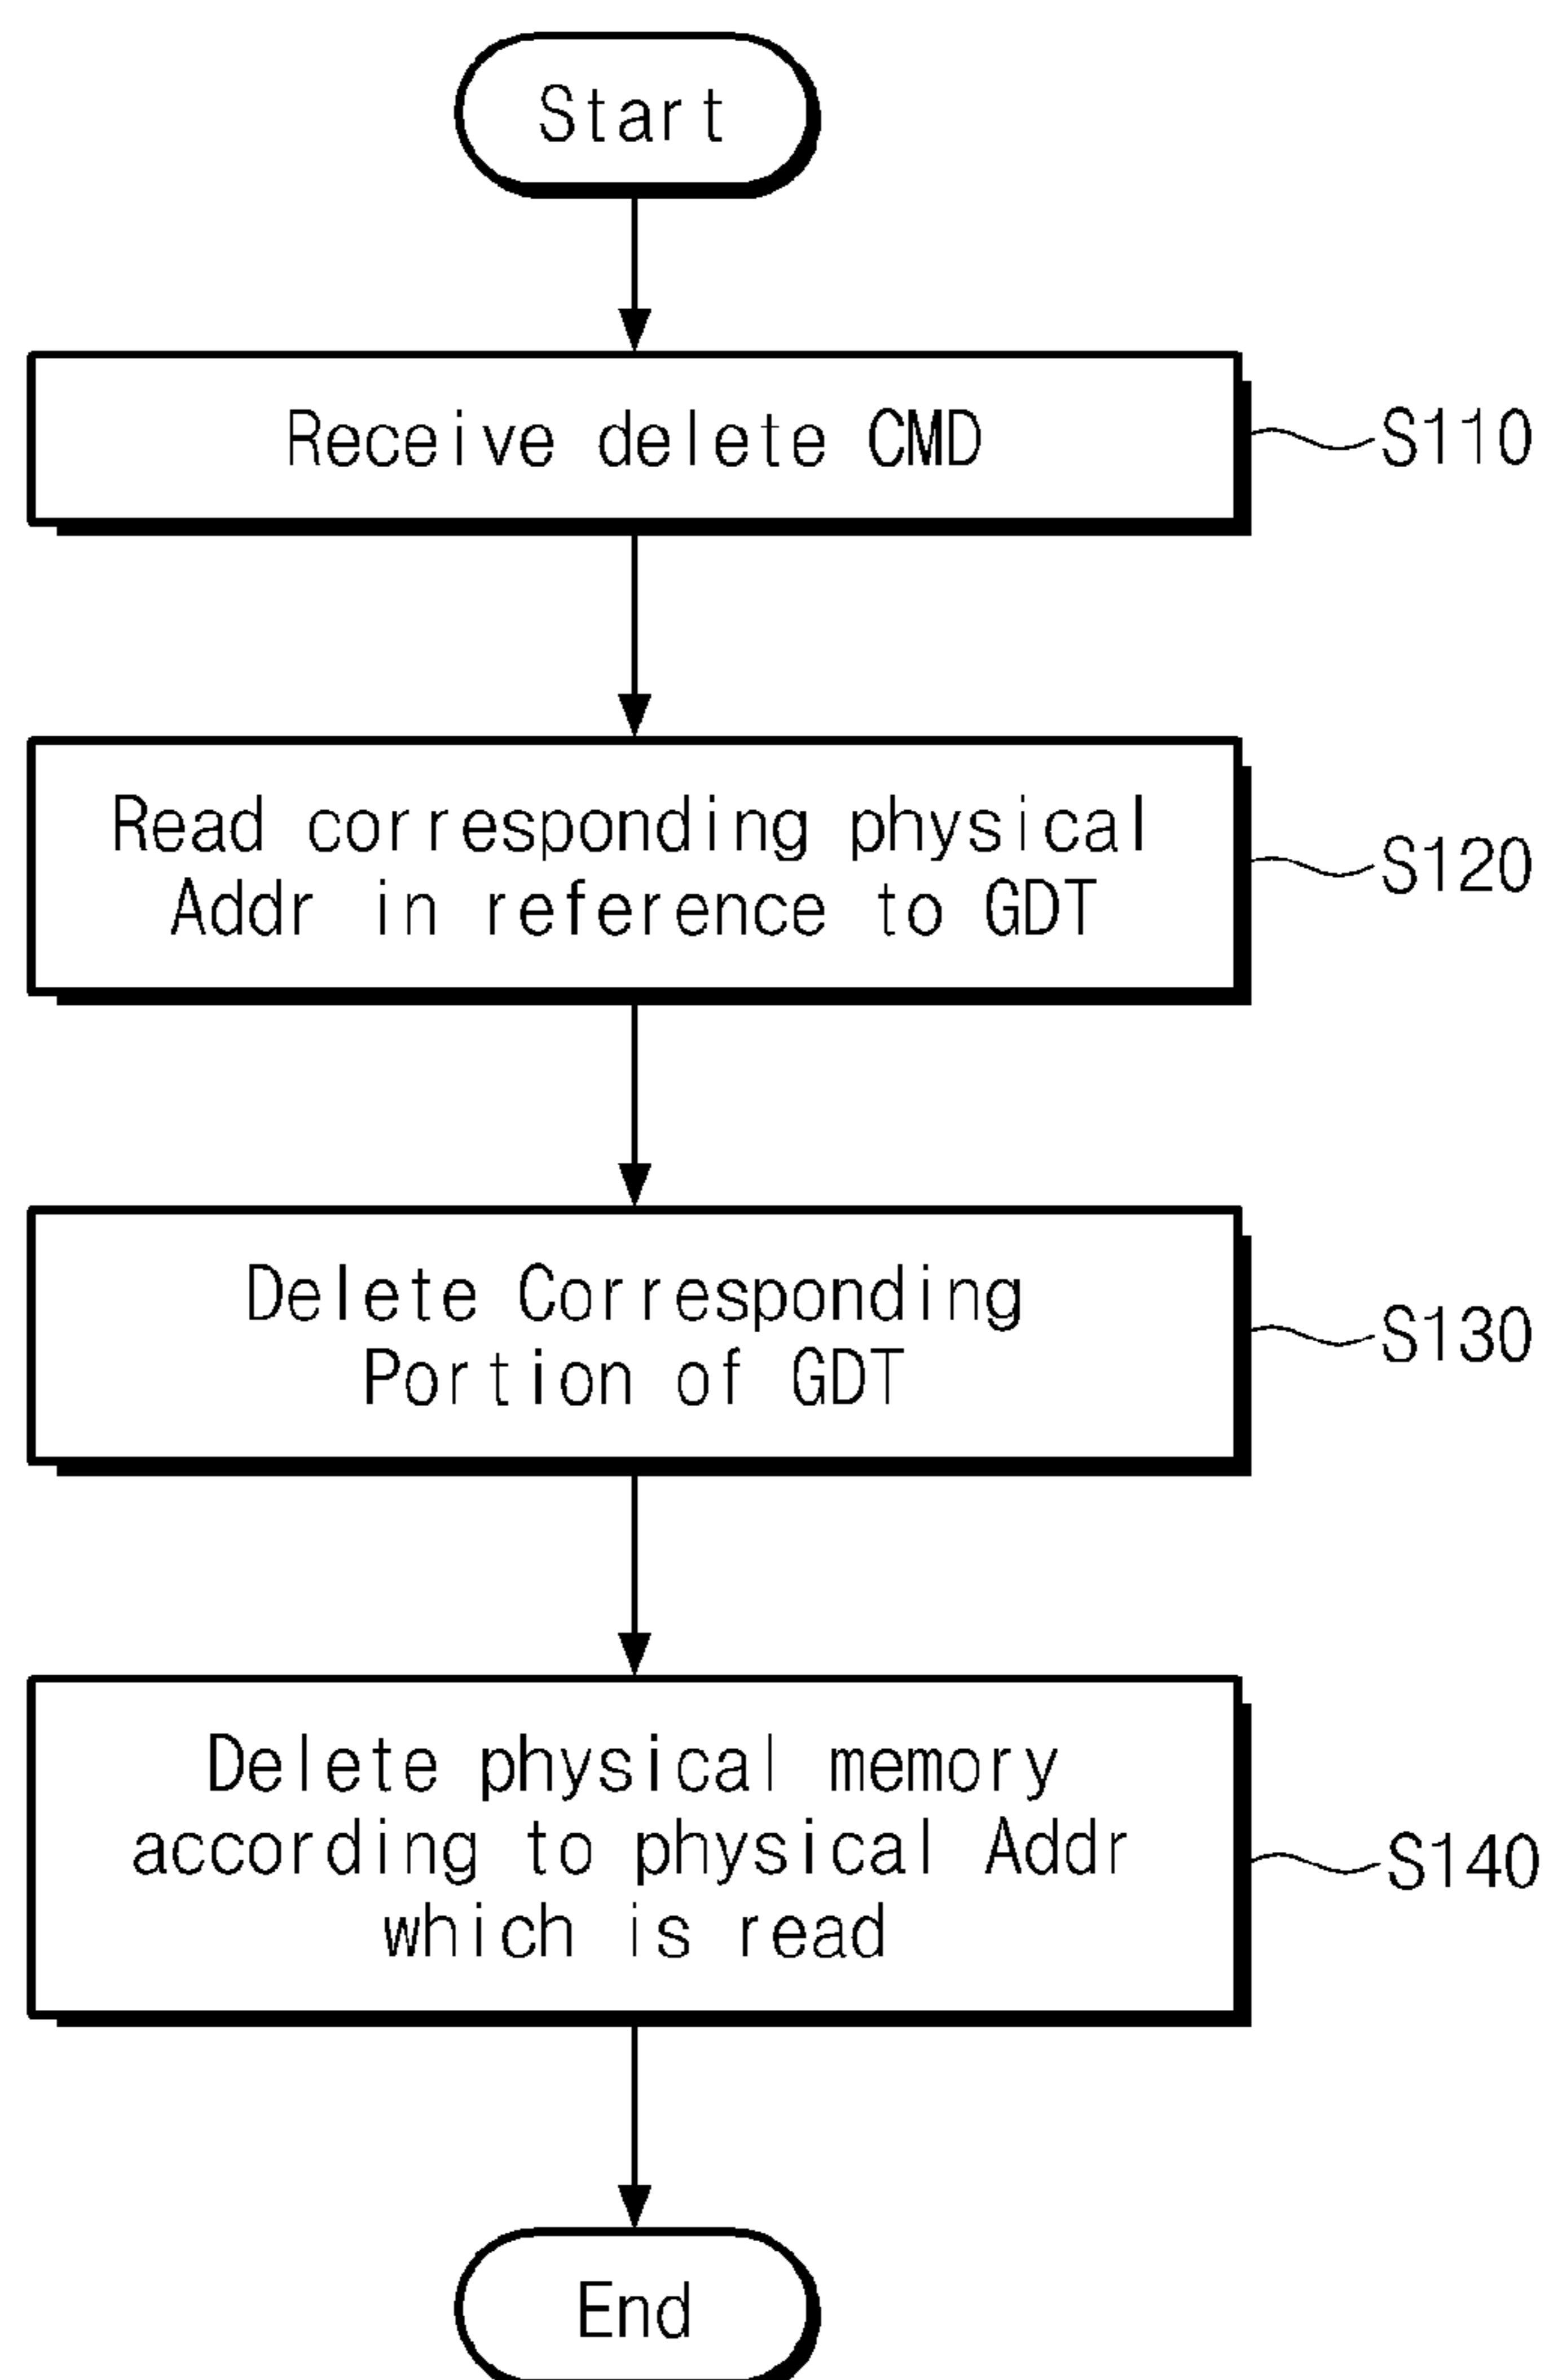 Start
Receive delete CMD
S110
Read corresponding physical
Addr in reference to GDT
S120
Delete Corresponding
Portion of GDT
S130
Delete physical memory
according to physical Addr
which is read
S140
End